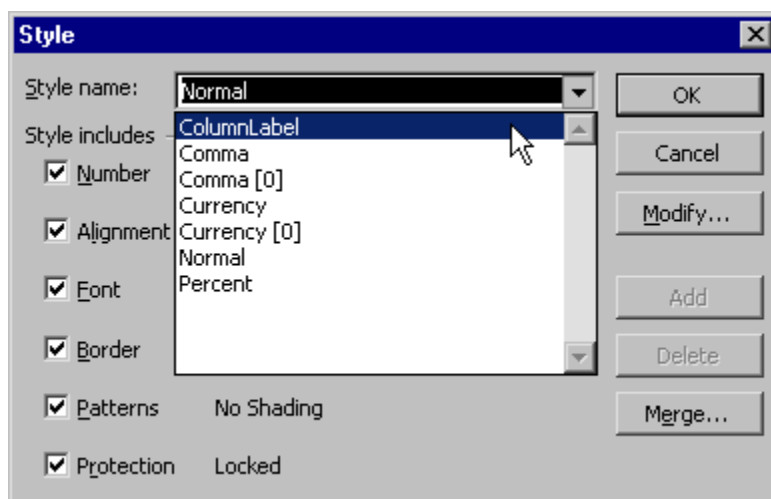 Style
Style name: Normal
OK
Style includes
ColumnLabel
Comma
Comma [0]
Currency
Currency [0]
Normal
Percent
Number
Alignment
Font
Border
Patterns No Shading
Protection Locked
Cancel
Modify...
Add
Delete
Merge...